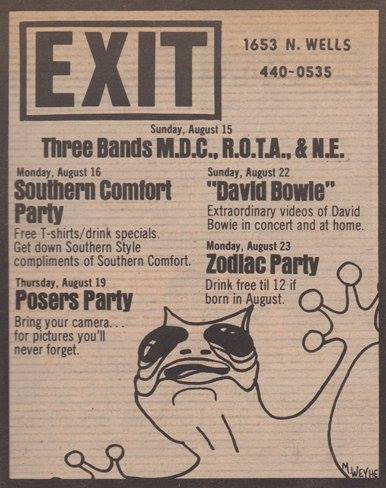 EXIT
1653 N. WELLS
440-0535
Sunday, August 15
Three Bands M.D.C., R.O.T.A., & N.E.
Monday, August 16
Southern Comfort
Party
Free T-shirts/drink specials.
Get down Southern Style
compliments of Southern Comfort.
Thursday, August 19
Posers Party
Bring your camera...
for pictures you'll
never forget.
Sunday, August 22
"David Bowie"
Extraordinary videos of David
Bowie in concert and at home.
Monday, August 23
Zodiac Party
Drink free til 12 if
born in August.
M.WEYHE